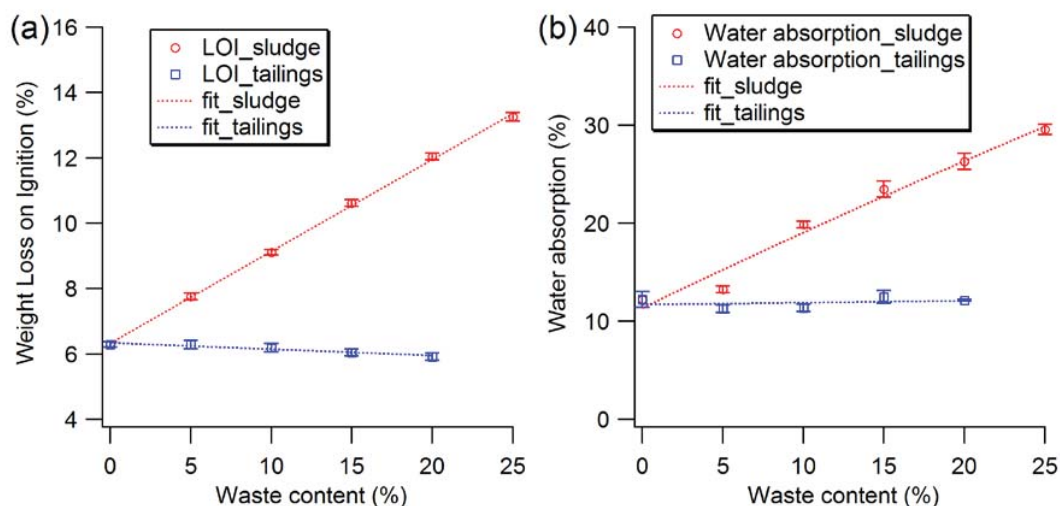 (a)
LOI_sludge
LOI_tailings
fit_sludge
fit_tailings
16
14
12
10
8
6
4
Weight Loss on Ignition (%)
0 5 10 15 20 25
Waste content (%)
(b)
Water absorption_sludge
Water absorption_tailings
fit_sludge
fit_tailings
40
30
20
10
0
Water absorption (%)
0 5 10 15 20 25
Waste content (%)